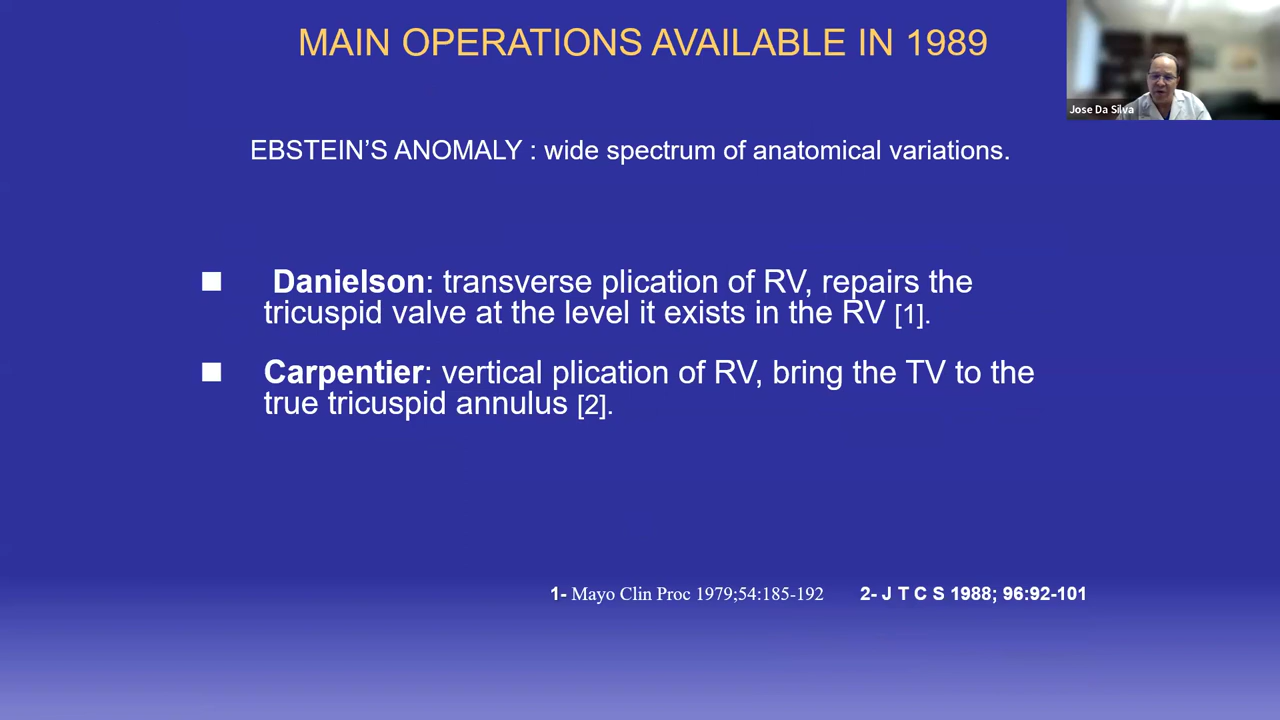 MAIN OPERATIONS AVAILABLE IN 1989
Jose Da Silva
EBSTEIN’S ANOMALY : wide spectrum of anatomical variations.
■ Danielson: transverse plication of RV, repairs the
tricuspid valve at the level it exists in the RV [1].
■ Carpentier: vertical plication of RV, bring the TV to the
true tricuspid annulus [2].
1- Mayo Clin Proc 1979;54:185-192 2- J T C S 1988; 96:92-101